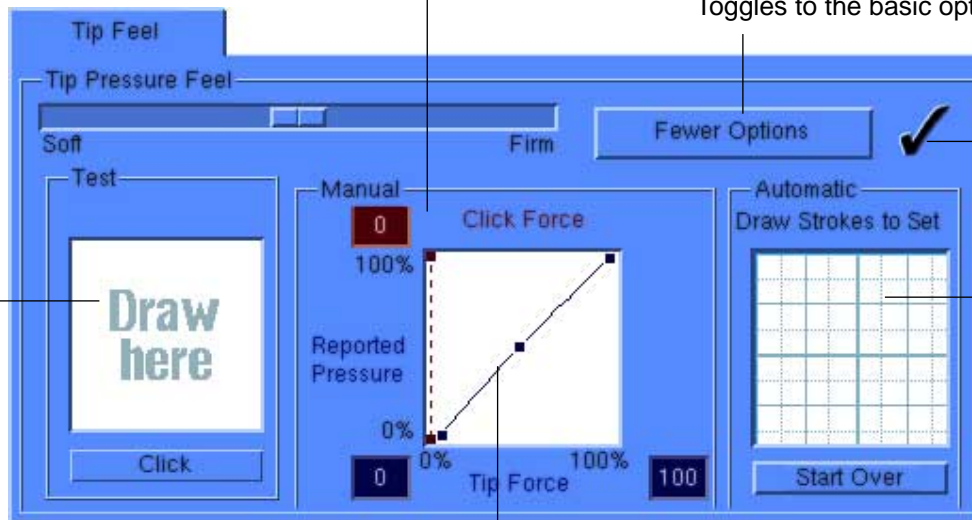 Toggles to the basic
Tip Feel
Tip Pressure Feel
Soft
Firm
Fewer Options
Test
Draw
here
Click
Manual
0
Click Force
100%
Reported
Pressure
0%
0
0%
100%
Tip Force
100
Automatic
Draw Strokes to Set
Start Over